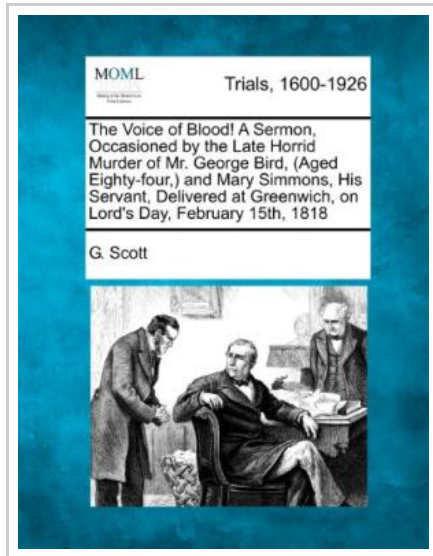 MOML
Trials, 1600-1926
The Voice of Blood! A Sermon,
Occasioned by the Late Horrid
Murder of Mr. George Bird, (Aged
Eighty-four,) and Mary Simmons, His
Servant, Delivered at Greenwich, on
Lord's Day, February 15th, 1818
G. Scott